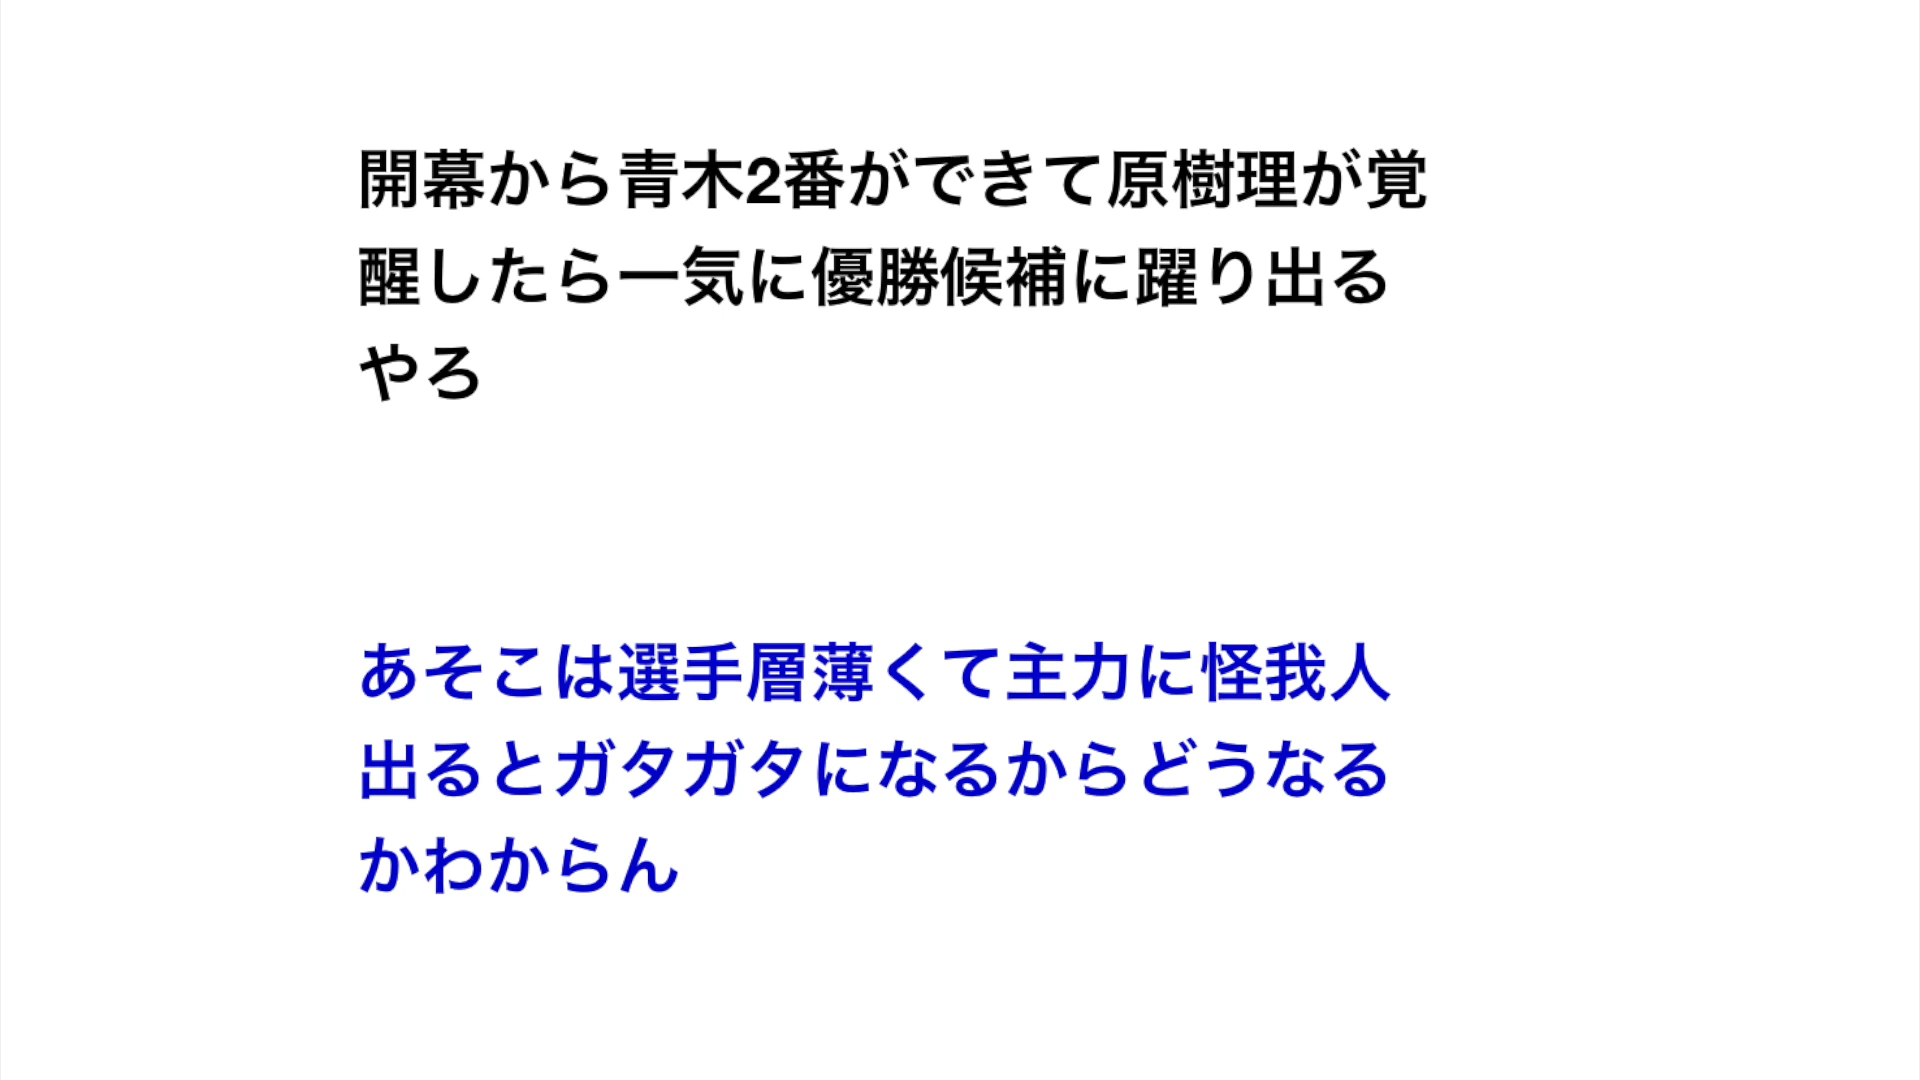 開幕から青木2番ができて原樹理が覚
醒したら一気に優勝候補に躍り出る
やろ
あそこは選手層薄くて主力に怪我人
出るとガタガタになるからどうなる
かわからん